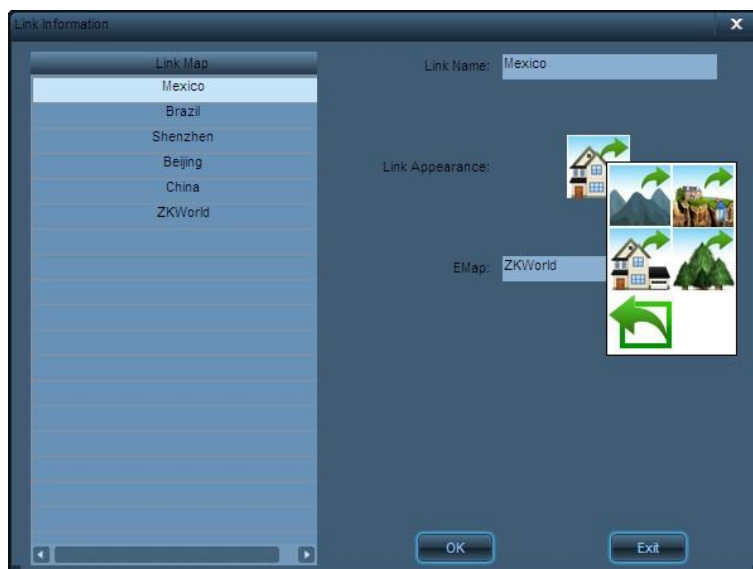 Link Information
X
Link Map
Mexico
Brazil
Shenzhen
Beijing
China
ZKWorld
Link Name: Mexico
Link Appearance:
EMap: ZKWorld
OK
Exit